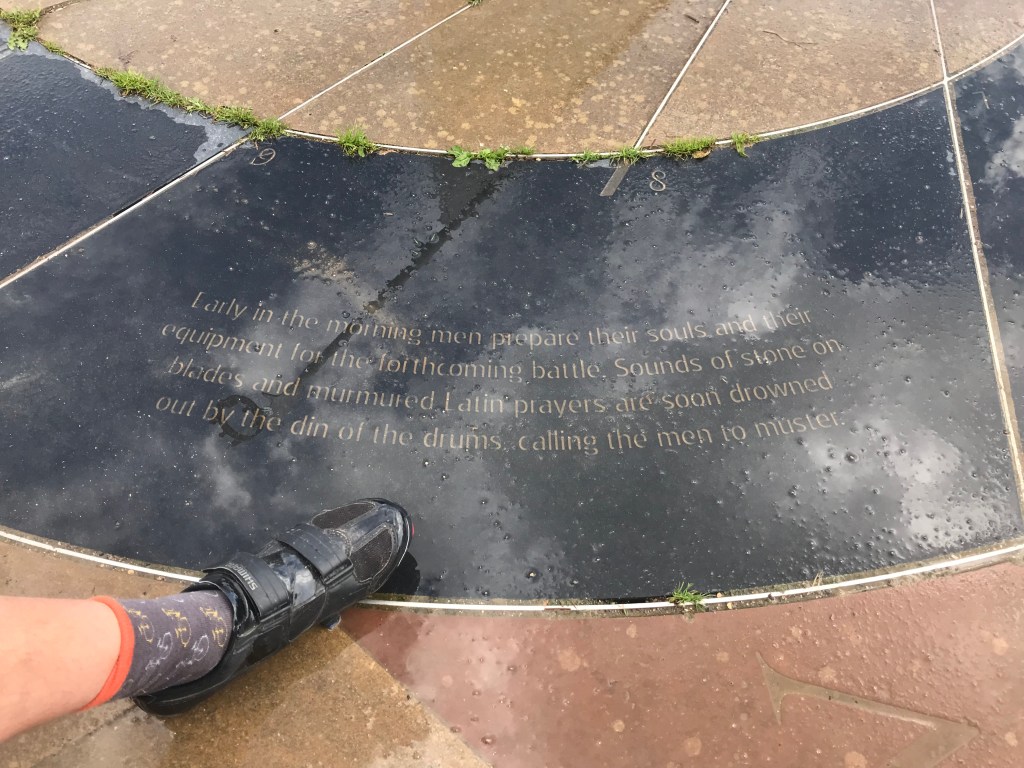 9
8
Early in the morning men prepare their souls and their
equipment for the forthcoming battle. Sounds of stone on
blades and murmured Latin prayers are soon drowned
out by the din of the drums, calling the men to muster.